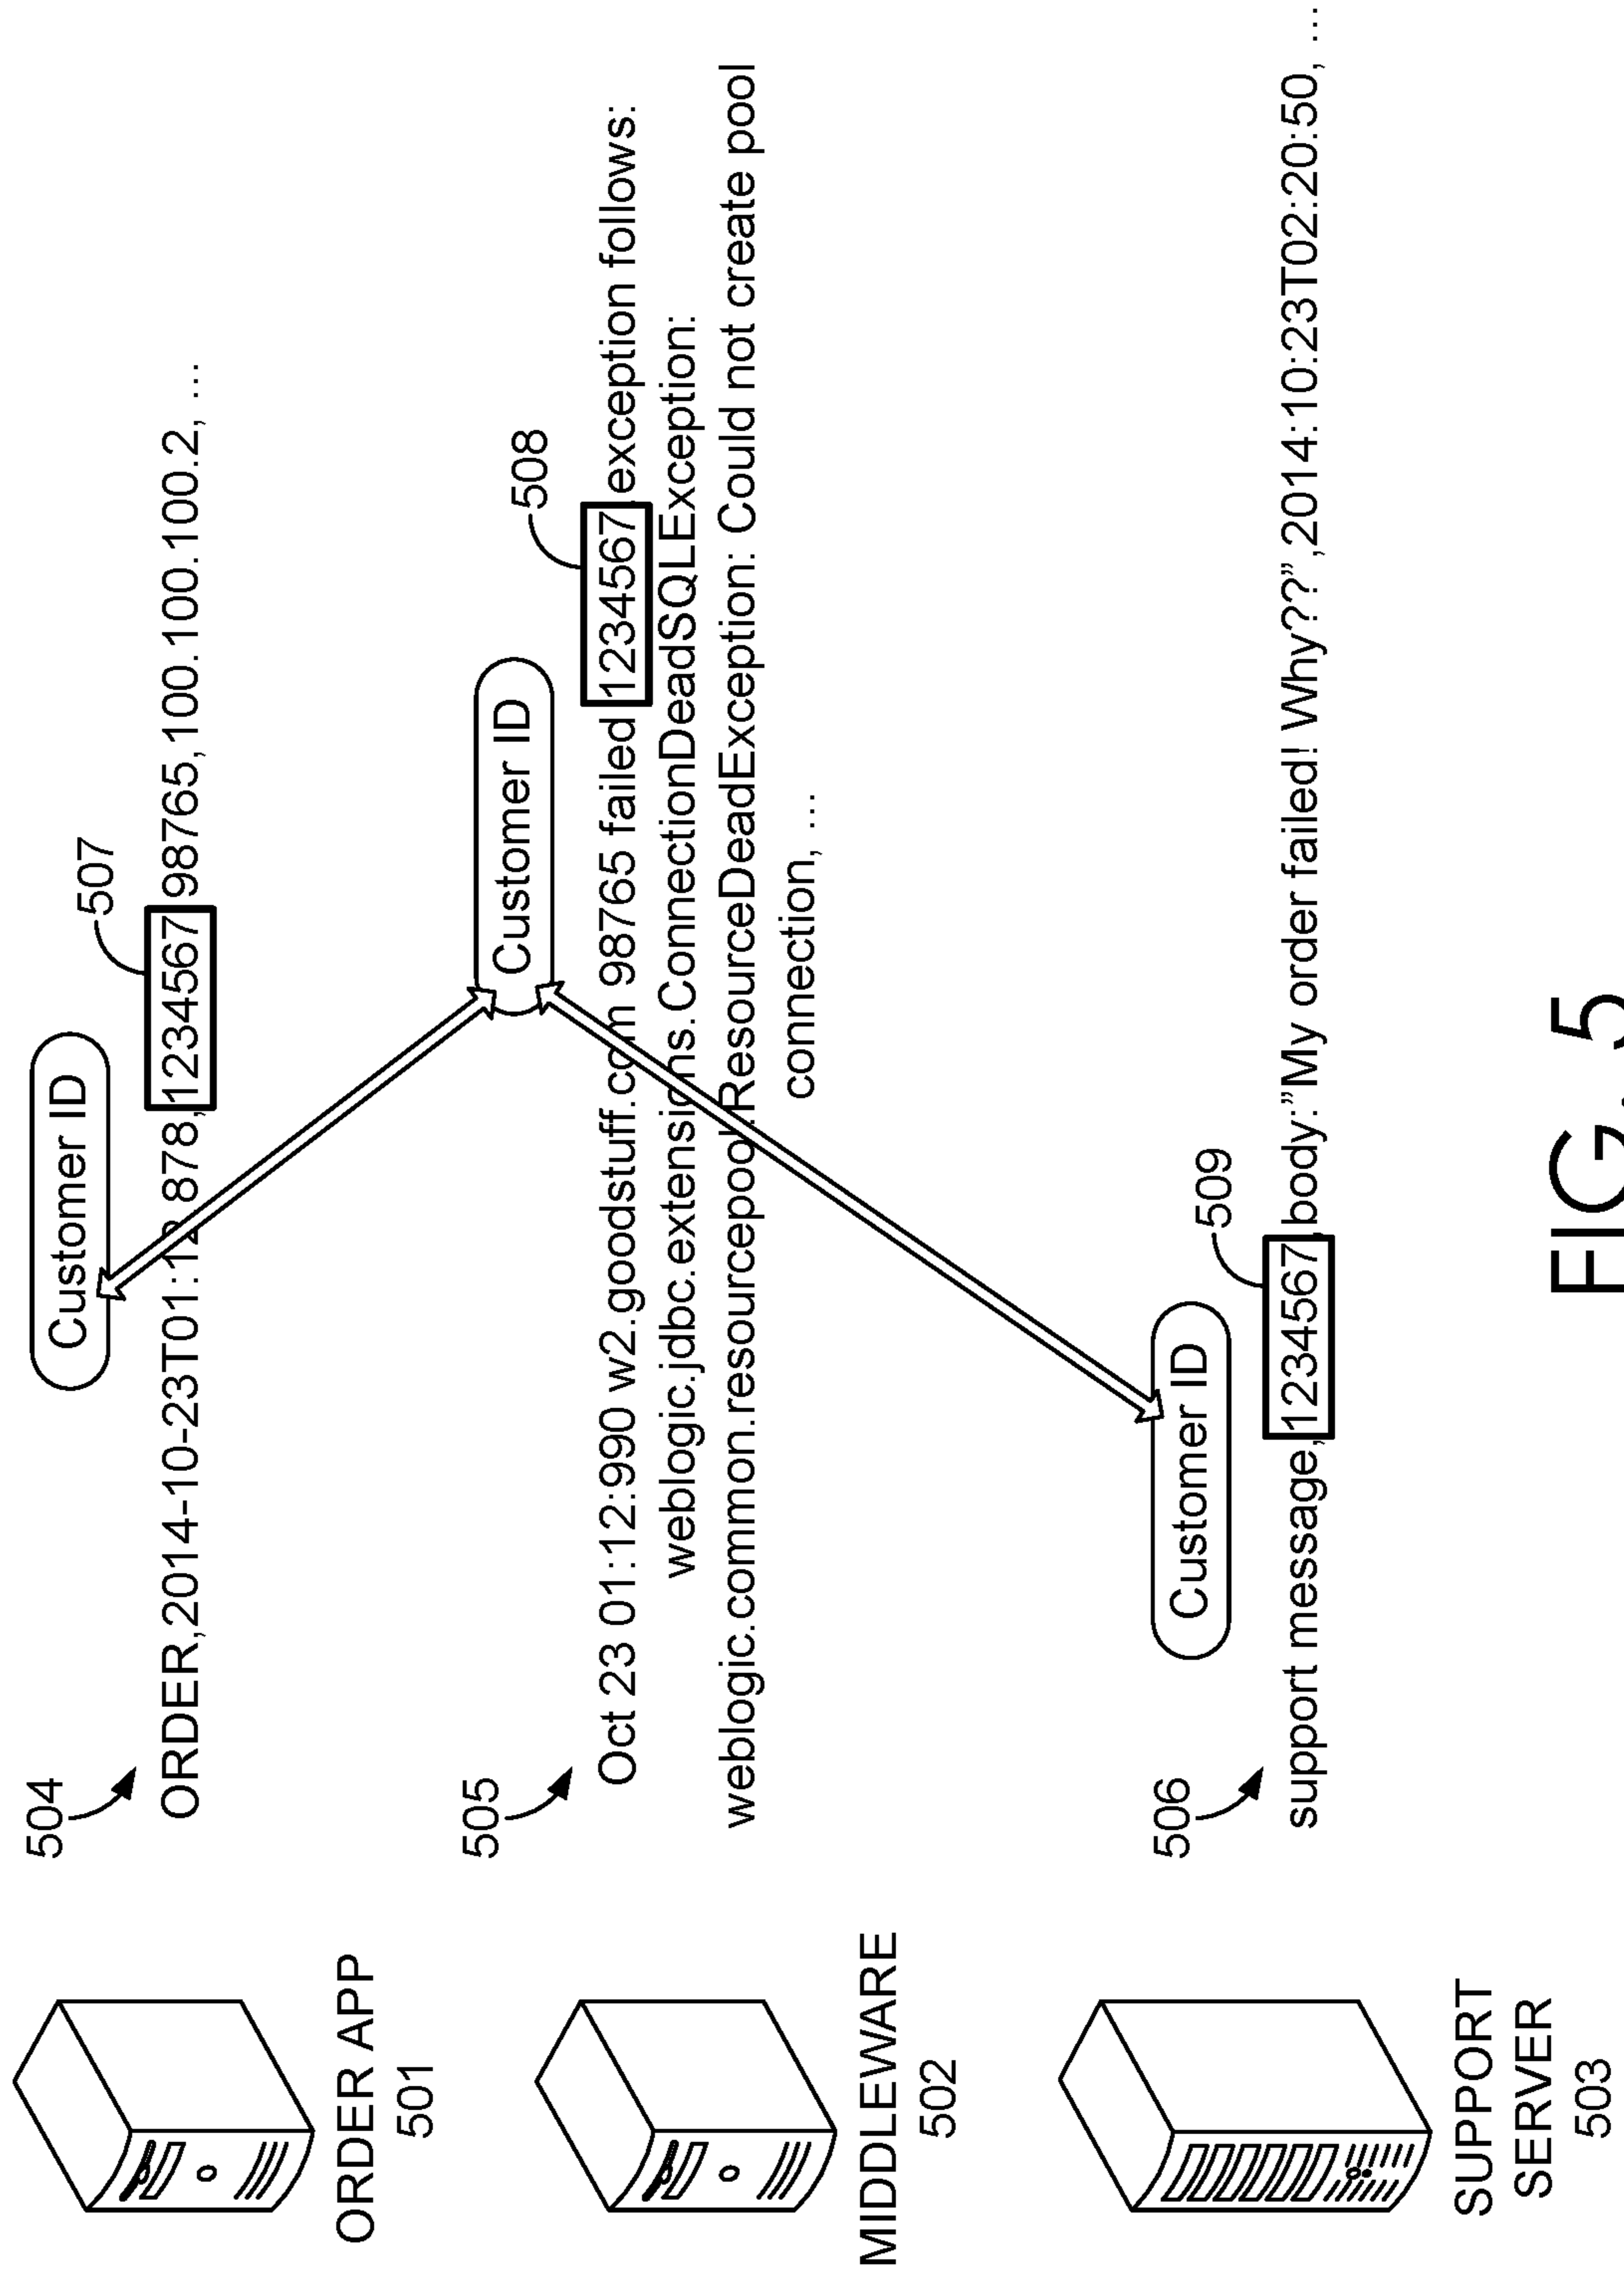 504
Customer ID
507
ORDER,2014-10-23T01:12 878,1234567 98765,100.100.100.2, ...
ORDER APP
501
505
Customer ID
508
Oct 23 01:12:990 w2.goodstuff.com 98765 failed 1234567 exception follows:
weblogic.jdbc.extensions.ConnectionDeadSQLException:
weblogic.common.resourcepool.ResourceDeadException: Could not create pool
connection, ...
MIDDLEWARE
502
506
Customer ID
509
support message,1234567,body:”My order failed! Why???”,2014:10:23T02:20:50, ...
SUPPORT
SERVER
503
FIG. 5